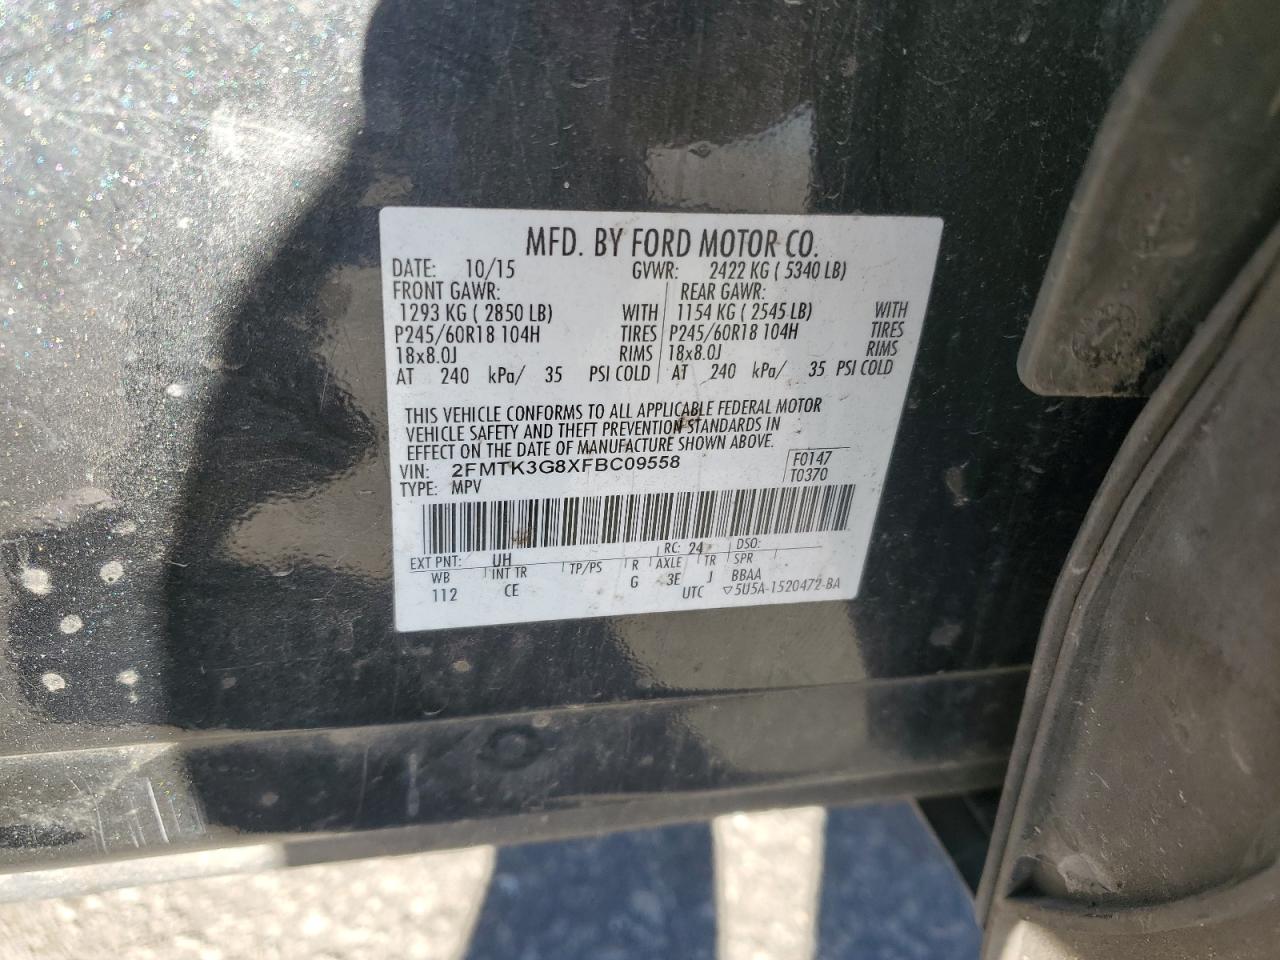 MFD. BY FORD MOTOR CO.
DATE: 10/15 GVWR: 2422 KG ( 5340 LB)
FRONT GAWR: REAR GAWR:
1293 KG ( 2850 LB) WITH 1154 KG ( 2545 LB) WITH
P245/60R18 104H TIRES P245/60R18 104H TIRES
18x8.0J RIMS 18x8.0J RIMS
AT 240 kPa/ 35 PSI COLD AT 240 kPa/ 35 PSI COLD
THIS VEHICLE CONFORMS TO ALL APPLICABLE FEDERAL MOTOR
VEHICLE SAFETY AND THEFT PREVENTION STANDARDS IN
EFFECT ON THE DATE OF MANUFACTURE SHOWN ABOVE.
VIN: 2FMTK3G8XFBC09558 F0147
TYPE: MPV T0370
EXT PNT: UH RC: 24 DSO:
WB INT TR TP/PS R AXLE TR SPR
112 CE G 3E J BBAA
UTC ▽5U5A-1520472-BA